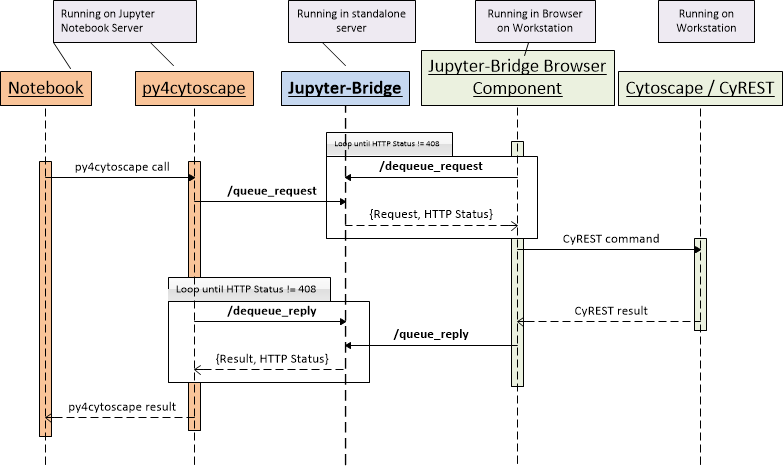 Running on Jupyter
Notebook Server
Running in standalone
server
Running in Browser
on Workstation
Running on
Workstation
Notebook
py4cytoscape
Jupyter-Bridge
Jupyter-Bridge Browser
Component
Cytoscape / CyREST
Loop until HTTP Status != 408
/dequeue_request
py4cytoscape call
/queue_request
{Request, HTTP Status}
CyREST command
Loop until HTTP Status != 408
/dequeue_reply
CyREST result
/queue_reply
{Result, HTTP Status}
py4cytoscape result